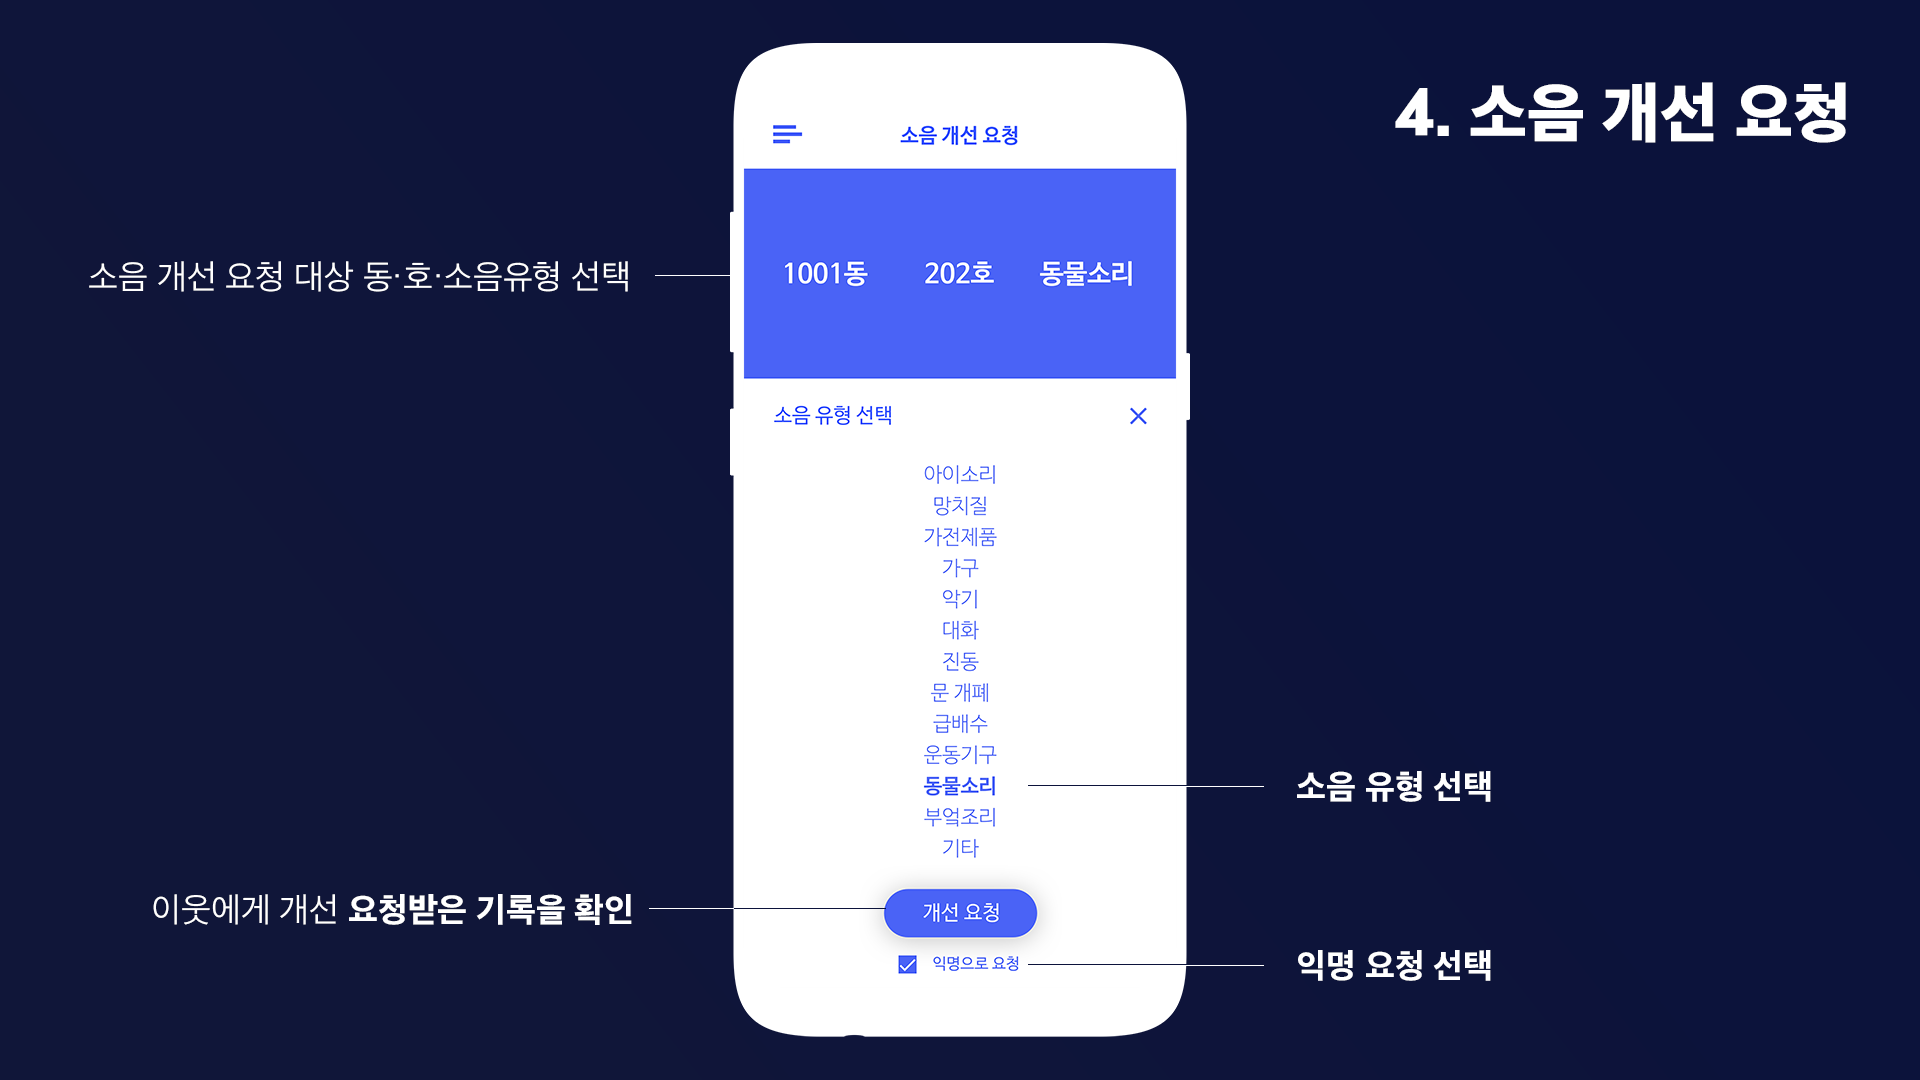 4. 소음 개선 요청
소음 개선 요청
소음 개선 요청 대상 동·호·소음유형 선택
1001동 202호 동물소리
소음 유형 선택
아이소리
망치질
가전제품
가구
악기
대화
진동
문 개폐
급배수
운동기구
동물소리
부엌조리
기타
소음 유형 선택
이웃에게 개선 요청받은 기록을 확인
개선 요청
익명으로 요청
익명 요청 선택